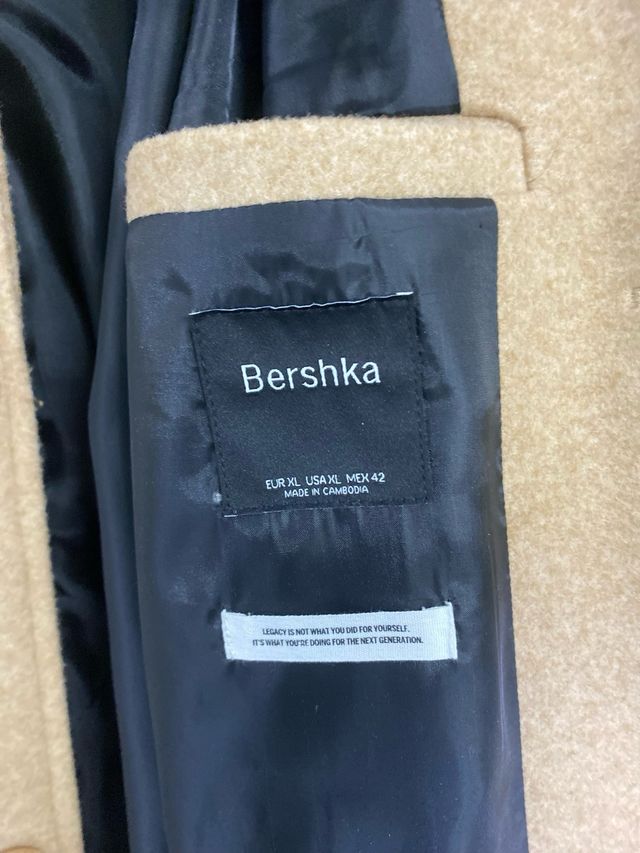 Bershka
EUR XL USA XL MEX 42
MADE IN CAMBODIA
LEGACY IS NOT WHAT YOU DID FOR YOURSELF.
IT'S WHAT YOU'RE DOING FOR THE NEXT GENERATION.